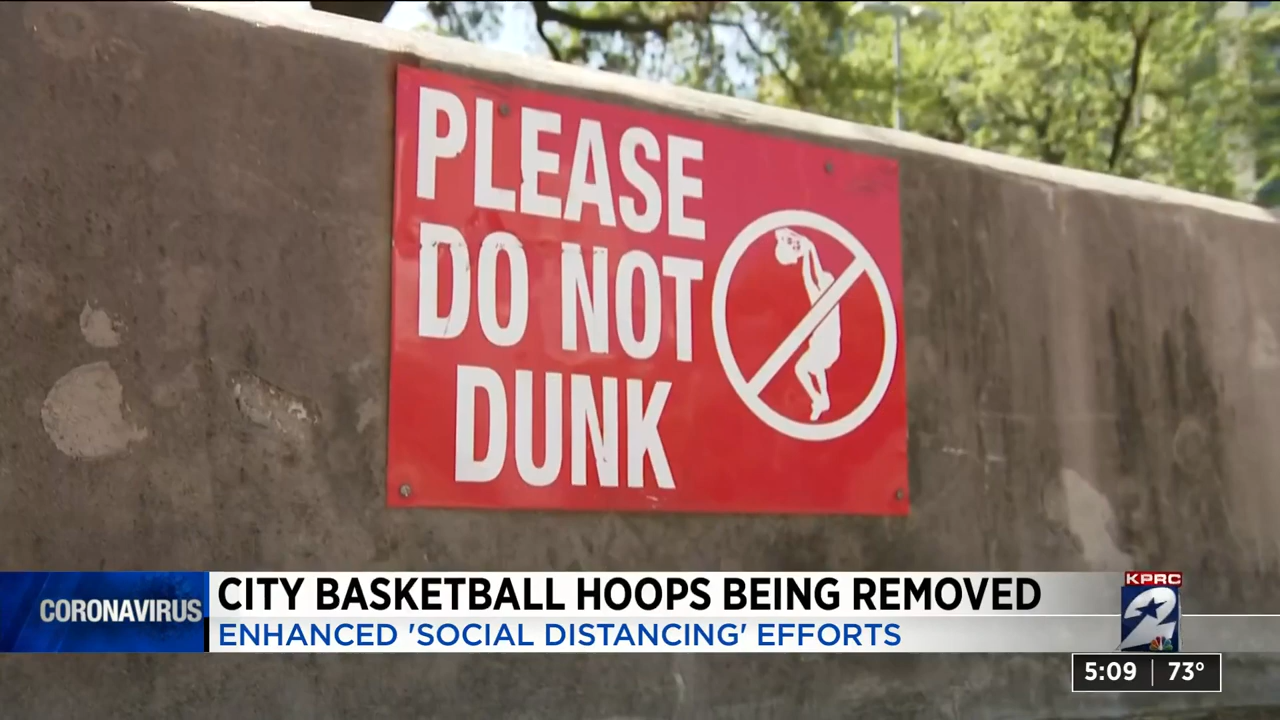 PLEASE
DO NOT
DUNK
CORONAVIRUS
CITY BASKETBALL HOOPS BEING REMOVED
ENHANCED 'SOCIAL DISTANCING' EFFORTS
KPRC
2
5:09 73°